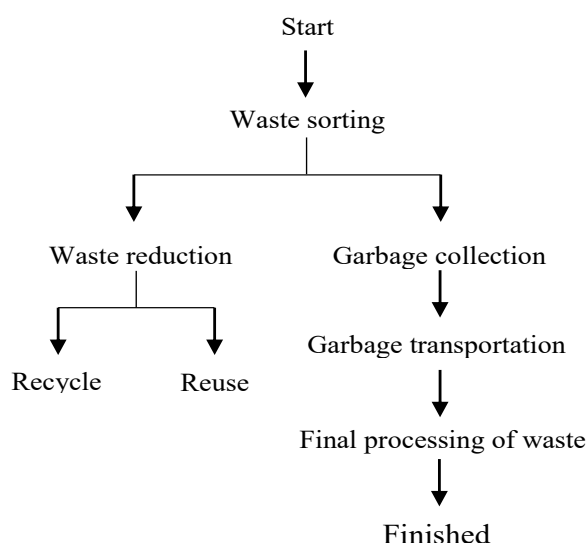 Start
Waste sorting
Waste reduction
Garbage collection
Garbage transportation
Recycle
Reuse
Final processing of waste
Finished